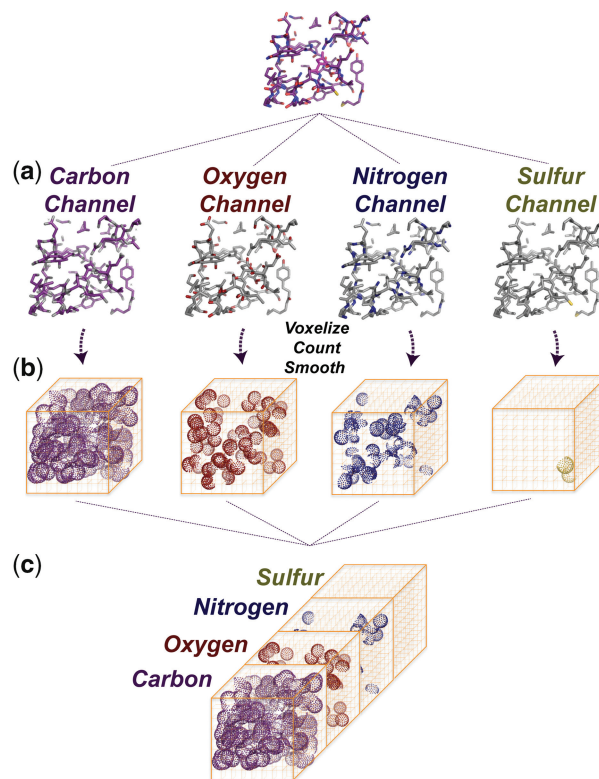 (a)
Carbon Channel
Oxygen Channel
Nitrogen Channel
Sulfur Channel
Voxelize
Count
Smooth
(b)
(c)
Sulfur
Nitrogen
Oxygen
Carbon